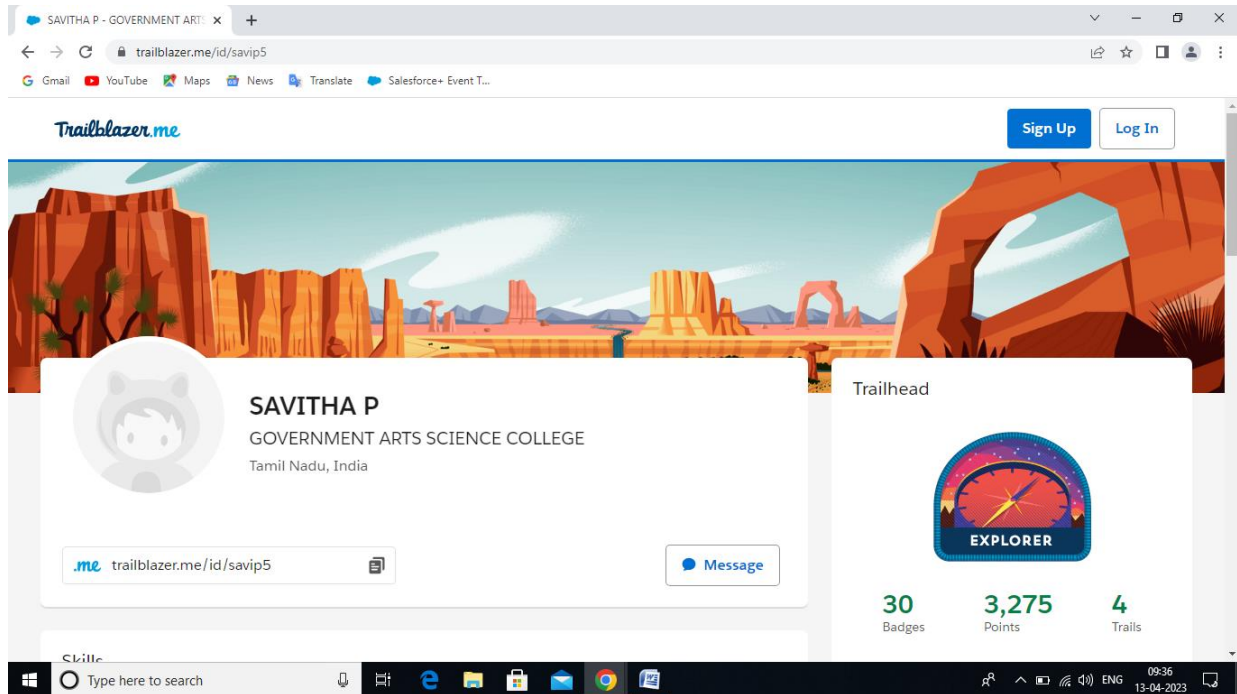 SAVITHA P - GOVERNMENT ARTS
trailblazer.me/id/savip5
Gmail YouTube Maps News Translate Salesforce+ Event T...
Trailblazer.me
Sign Up Log In
SAVITHA P
GOVERNMENT ARTS SCIENCE COLLEGE
Tamil Nadu, India
.me trailblazer.me/id/savip5
Message
Trailhead
EXPLORER
30 3,275 4
Badges Points Trails
Skills
Type here to search
ENG
09:36
13-04-2023